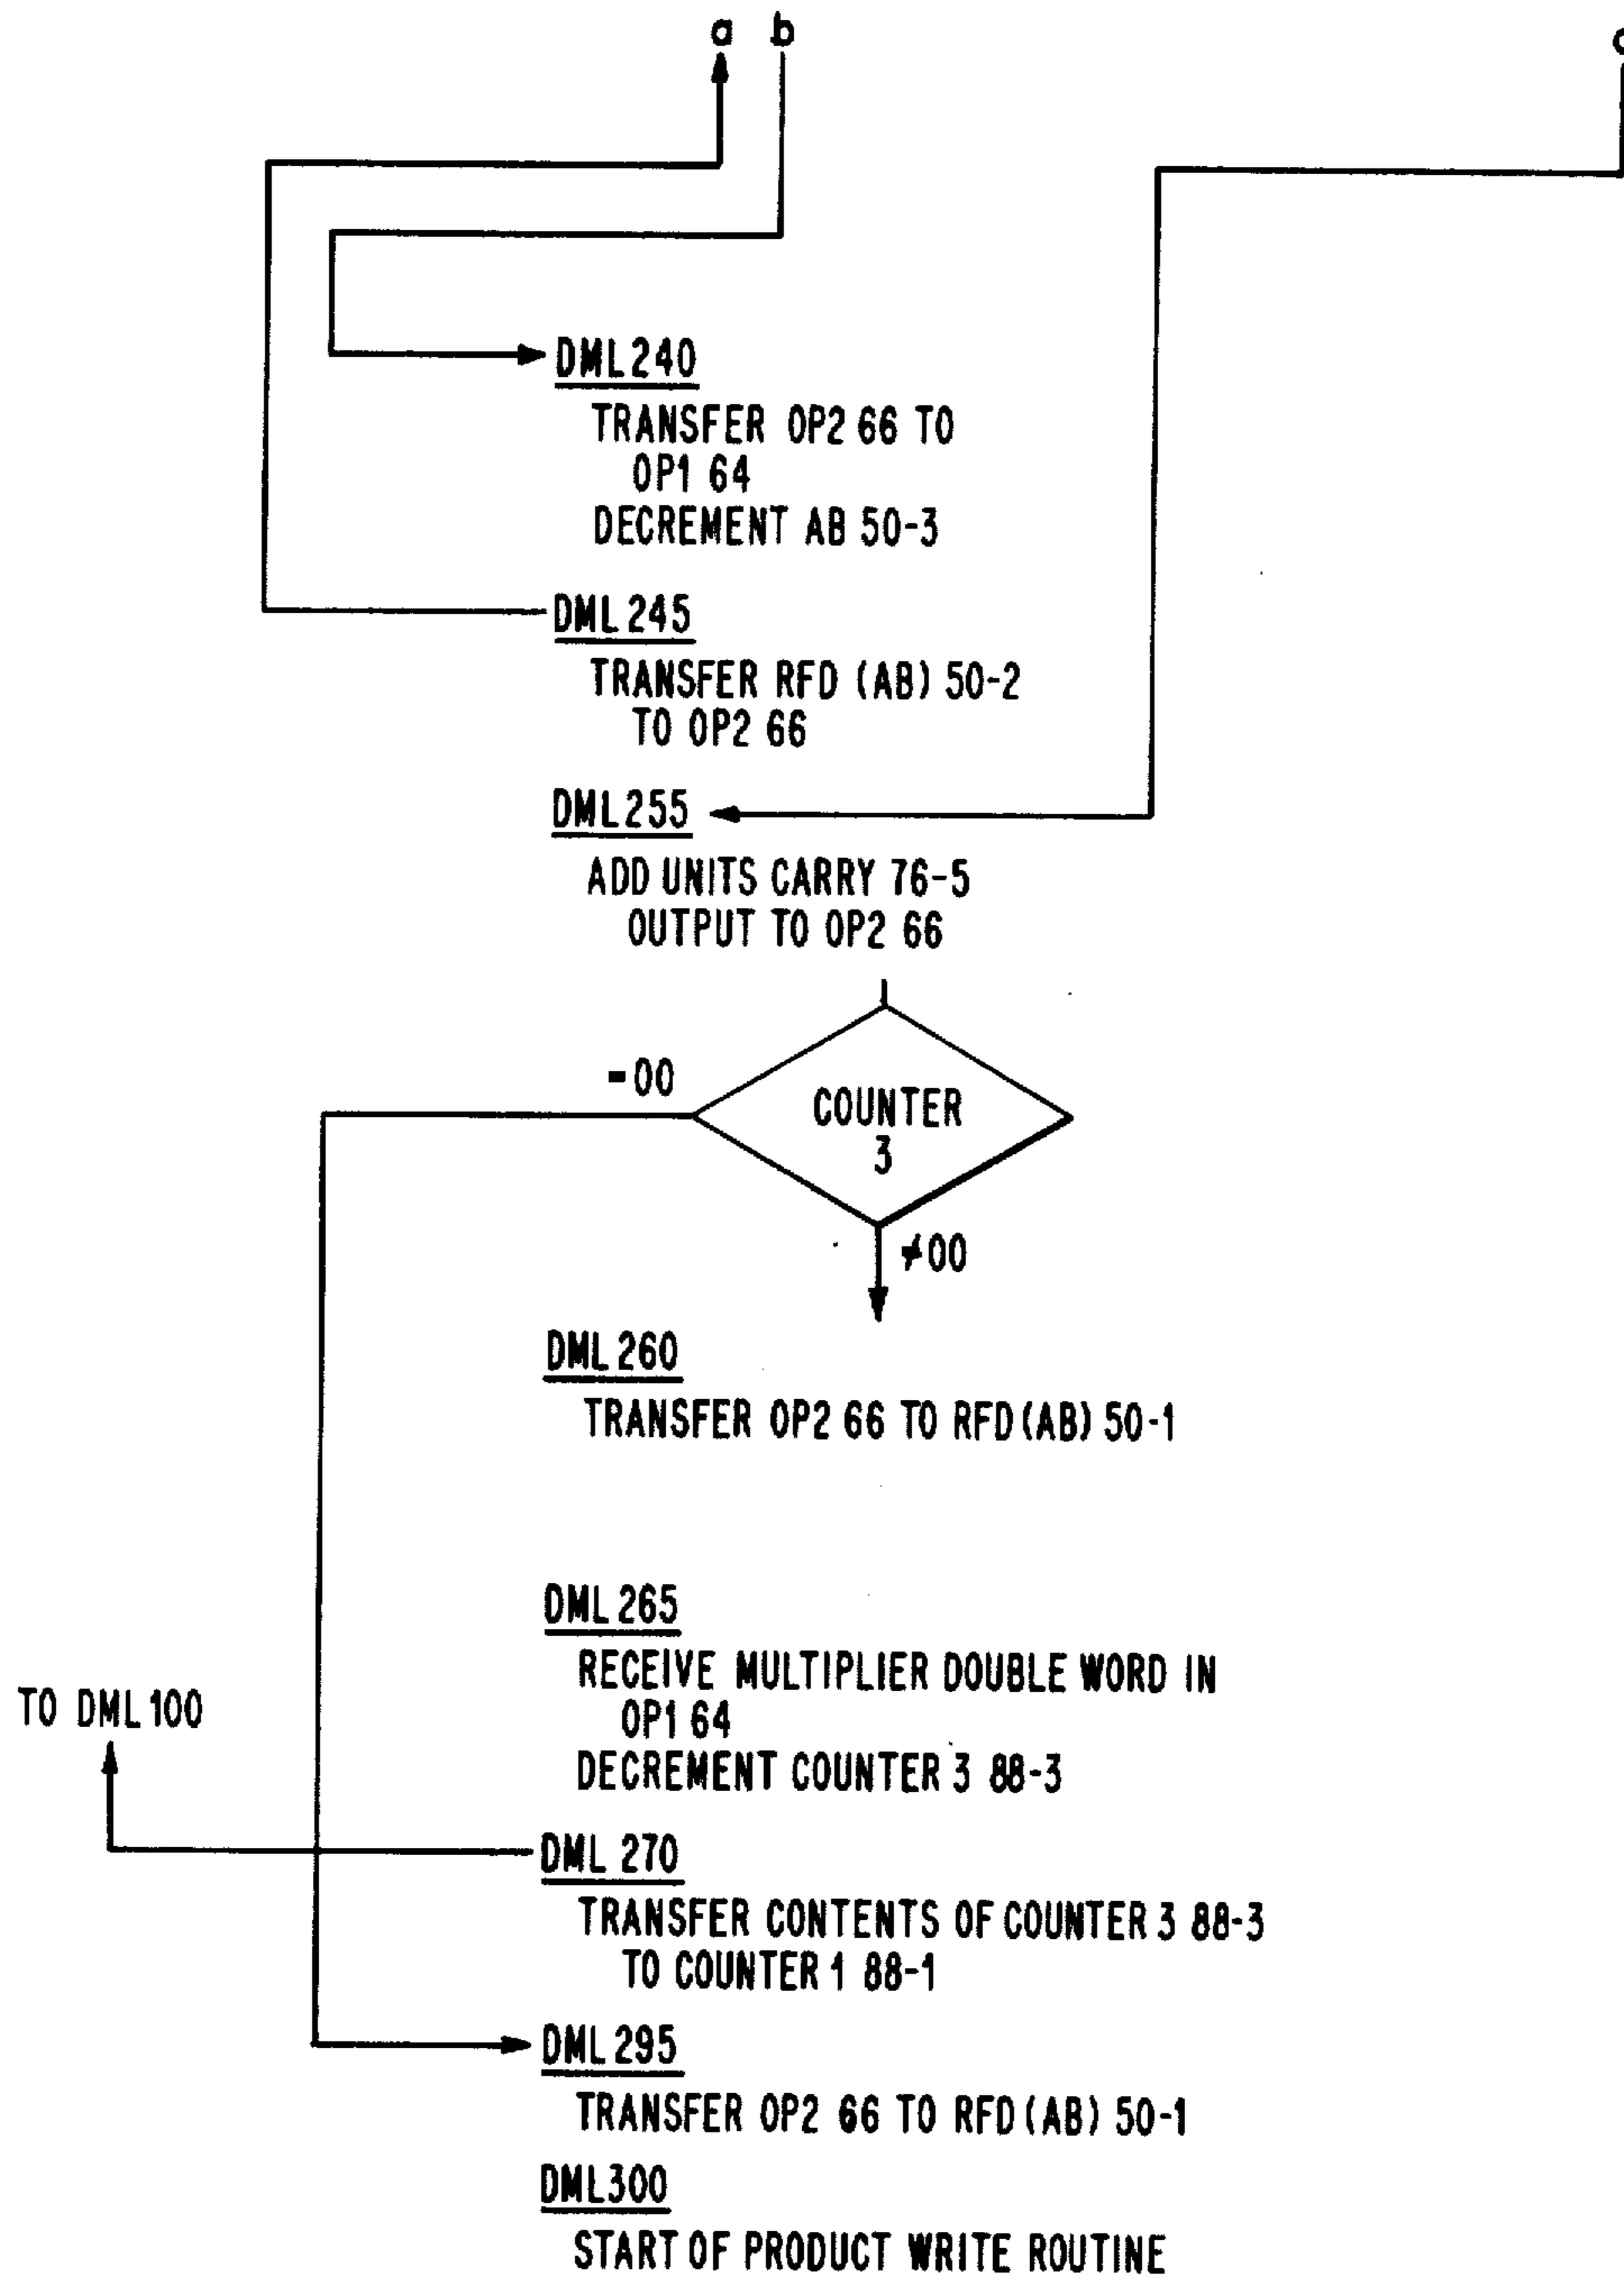 a b
DML240
TRANSFER OP2 66 TO
OP1 64
DECREMENT AB 50-3
DML245
TRANSFER RFD (AB) 50-2
TO OP2 66
DML255
ADD UNITS CARRY 76-5
OUTPUT TO OP2 66
=00
COUNTER
3
≠00
DML260
TRANSFER OP2 66 TO RFD(AB) 50-1
DML265
RECEIVE MULTIPLIER DOUBLE WORD IN
OP1 64
DECREMENT COUNTER 3 88-3
TO DML100
DML 270
TRANSFER CONTENTS OF COUNTER 3 88-3
TO COUNTER 1 88-1
DML295
TRANSFER OP2 66 TO RFD(AB) 50-1
DML300
START OF PRODUCT WRITE ROUTINE